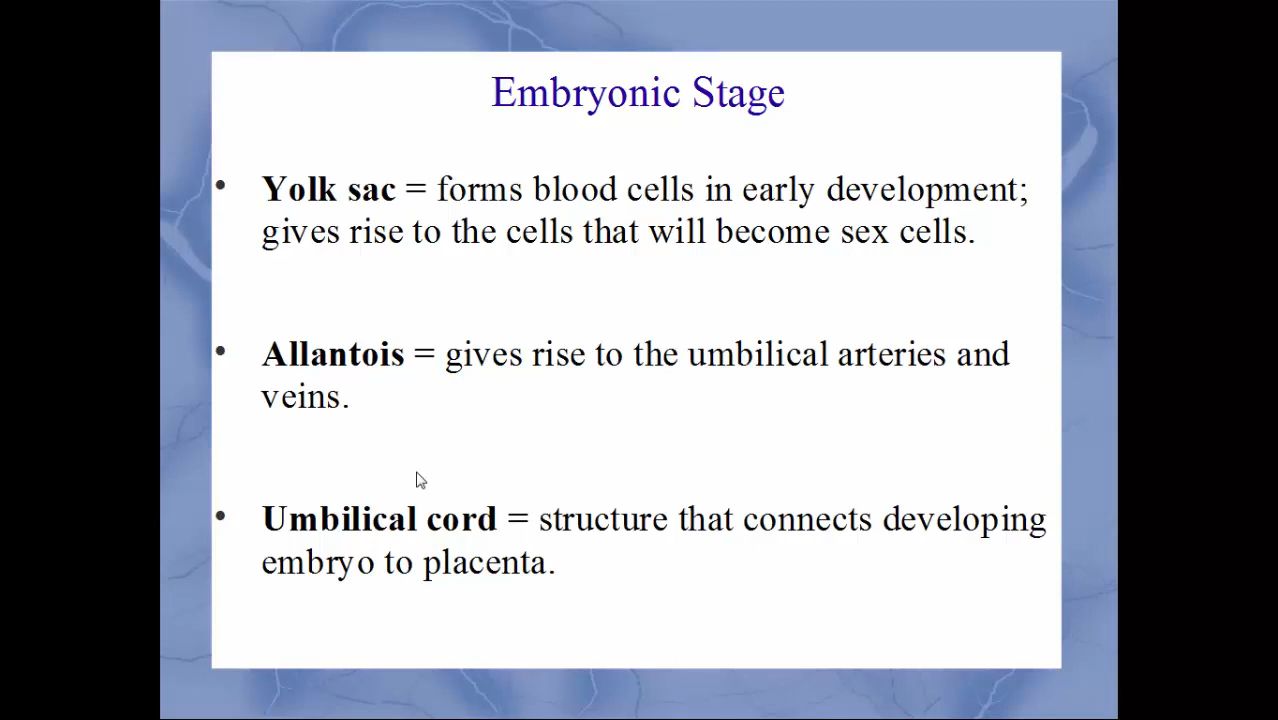 Embryonic Stage
• Yolk sac = forms blood cells in early development;
gives rise to the cells that will become sex cells.
• Allantois = gives rise to the umbilical arteries and
veins.
• Umbilical cord = structure that connects developing
embryo to placenta.